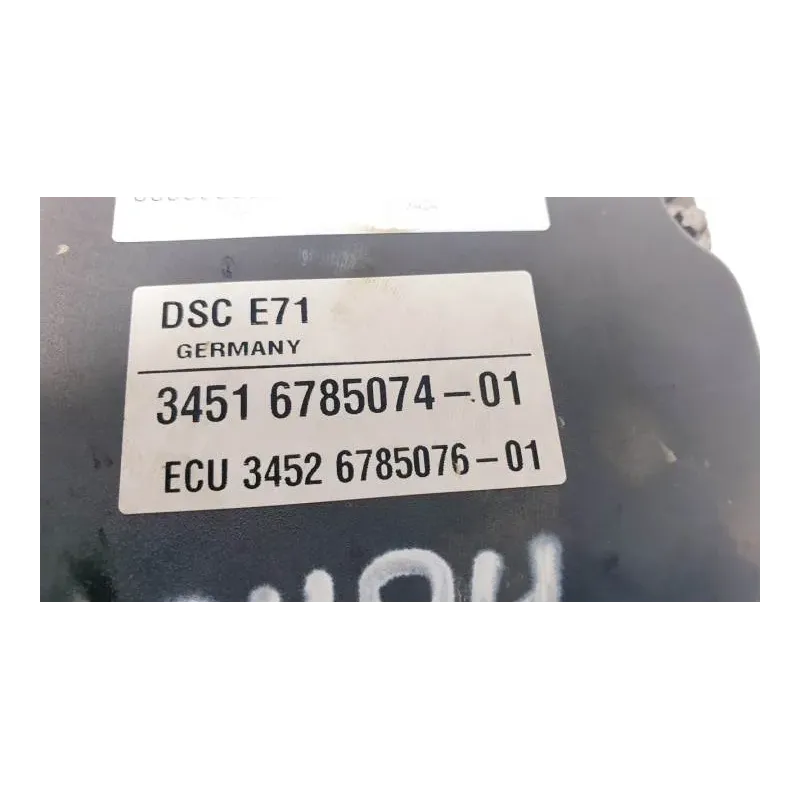 DSC E71
GERMANY
3451 6785074-01
ECU 3452 6785076-01